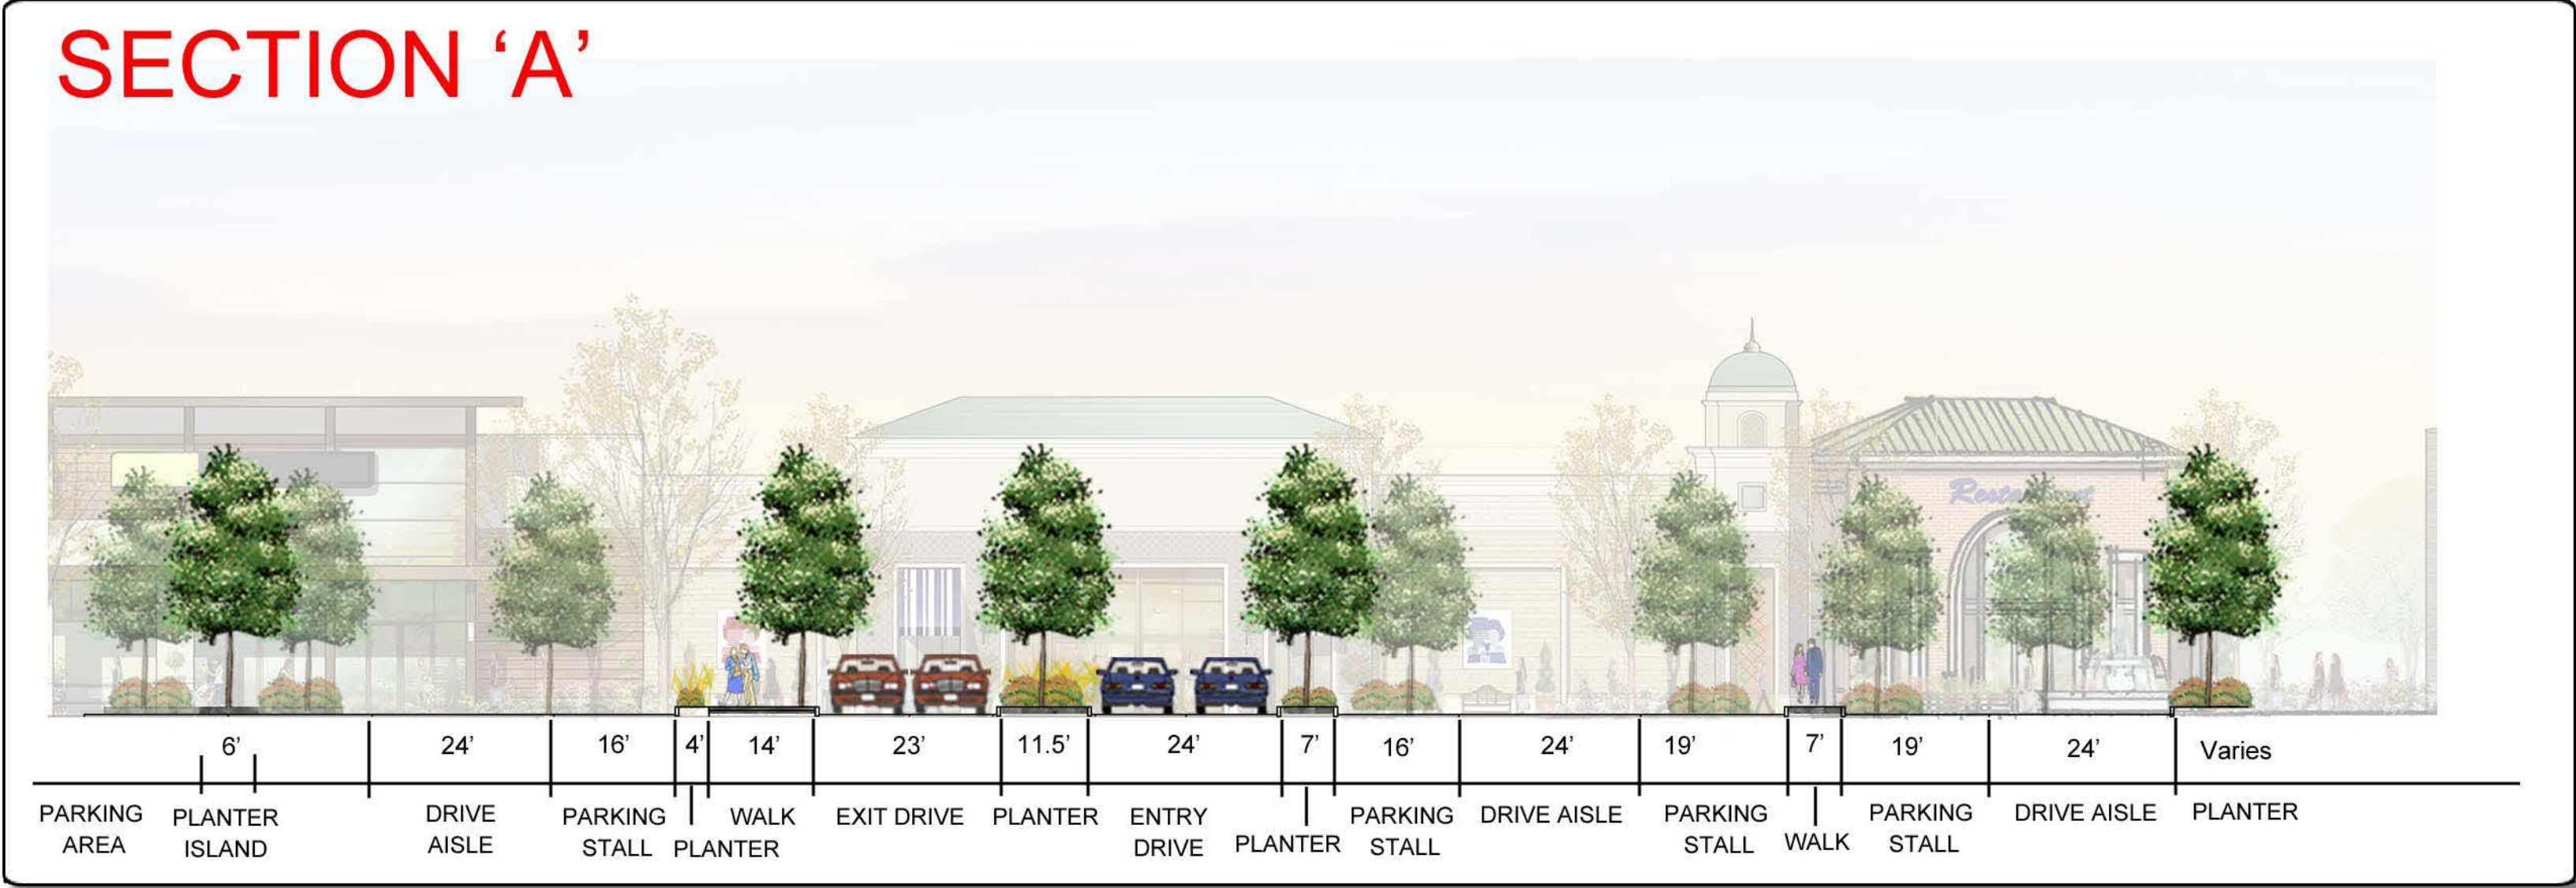 SECTION ‘A’
Restaurant
6’ 24’ 16’ 4’ 14’ 23’ 11.5’ 24’ 7’ 16’ 24’ 19’ 7’ 19’ 24’ Varies
PARKING AREA
PLANTER ISLAND
DRIVE AISLE
PARKING STALL
PLANTER
WALK
EXIT DRIVE
PLANTER
ENTRY DRIVE
PLANTER
PARKING STALL
DRIVE AISLE
PARKING STALL
WALK
PARKING STALL
DRIVE AISLE
PLANTER